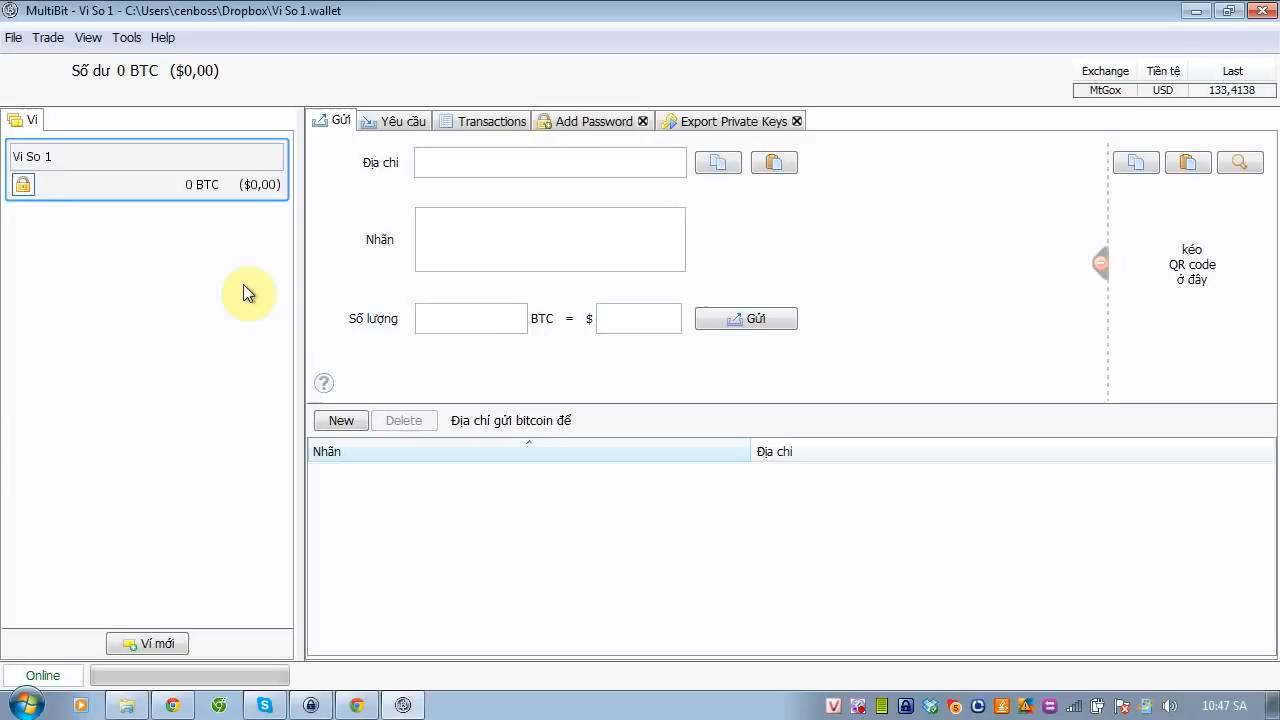 MultiBit - Vi So 1 - C:\Users\cenboss\Dropbox\Vi So 1.wallet
File Trade View Tools Help
Số dư 0 BTC ($0,00)
Exchange Tiền tệ Last
MtGox USD 133,4138
Ví
Gửi Yêu cầu Transactions Add Password Export Private Keys
Vi So 1
0 BTC ($0,00)
Địa chỉ
Nhãn
kéo
QR code
ở đây
Số lượng BTC = $ Gửi
New Delete Địa chỉ gửi bitcoin để
Nhãn Địa chỉ
Ví mới
Online
10:47 SA